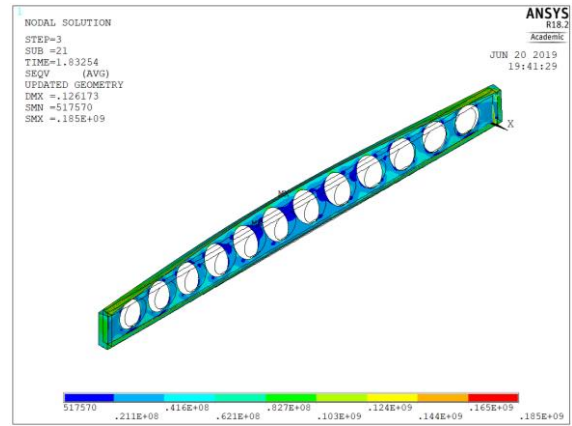 1
NODAL SOLUTION
STEP=3
SUB =21
TIME=1.83254
SEQV (AVG)
UPDATED GEOMETRY
DMX =.126173
SMN =517570
SMX =.185E+09
ANSYS
R18.2
Academic
JUN 20 2019
19:41:29
X
MX
517570 .416E+08 .827E+08 .124E+09 .165E+09
.211E+08 .621E+08 .103E+09 .144E+09 .185E+09